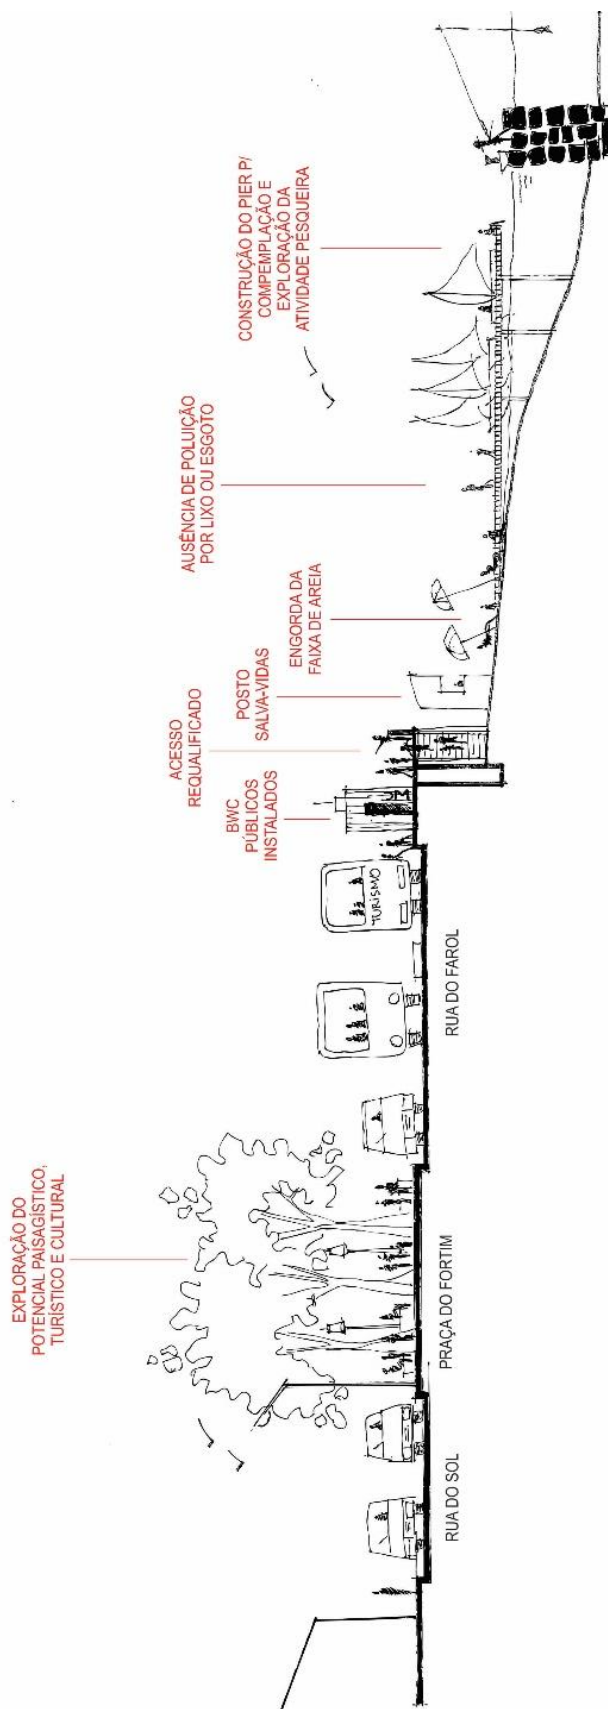 EXPLORAÇÃO DO
POTENCIAL PAISAGÍSTICO,
TURÍSTICO E CULTURAL
BWC
PÚBLICOS
INSTALADOS
ACESSO
REQUALIFICADO
POSTO
SALVA-VIDAS
ENGORDA DA
FAIXA DE AREIA
AUSÊNCIA DE POLUIÇÃO
POR LIXO OU ESGOTO
CONSTRUÇÃO DO PIER P/
COMPEMPLAÇÃO E
EXPLORAÇÃO DA
ATIVIDADE PESQUEIRA
TURISMO
RUA DO SOL
PRAÇA DO FORTIM
RUA DO FAROL